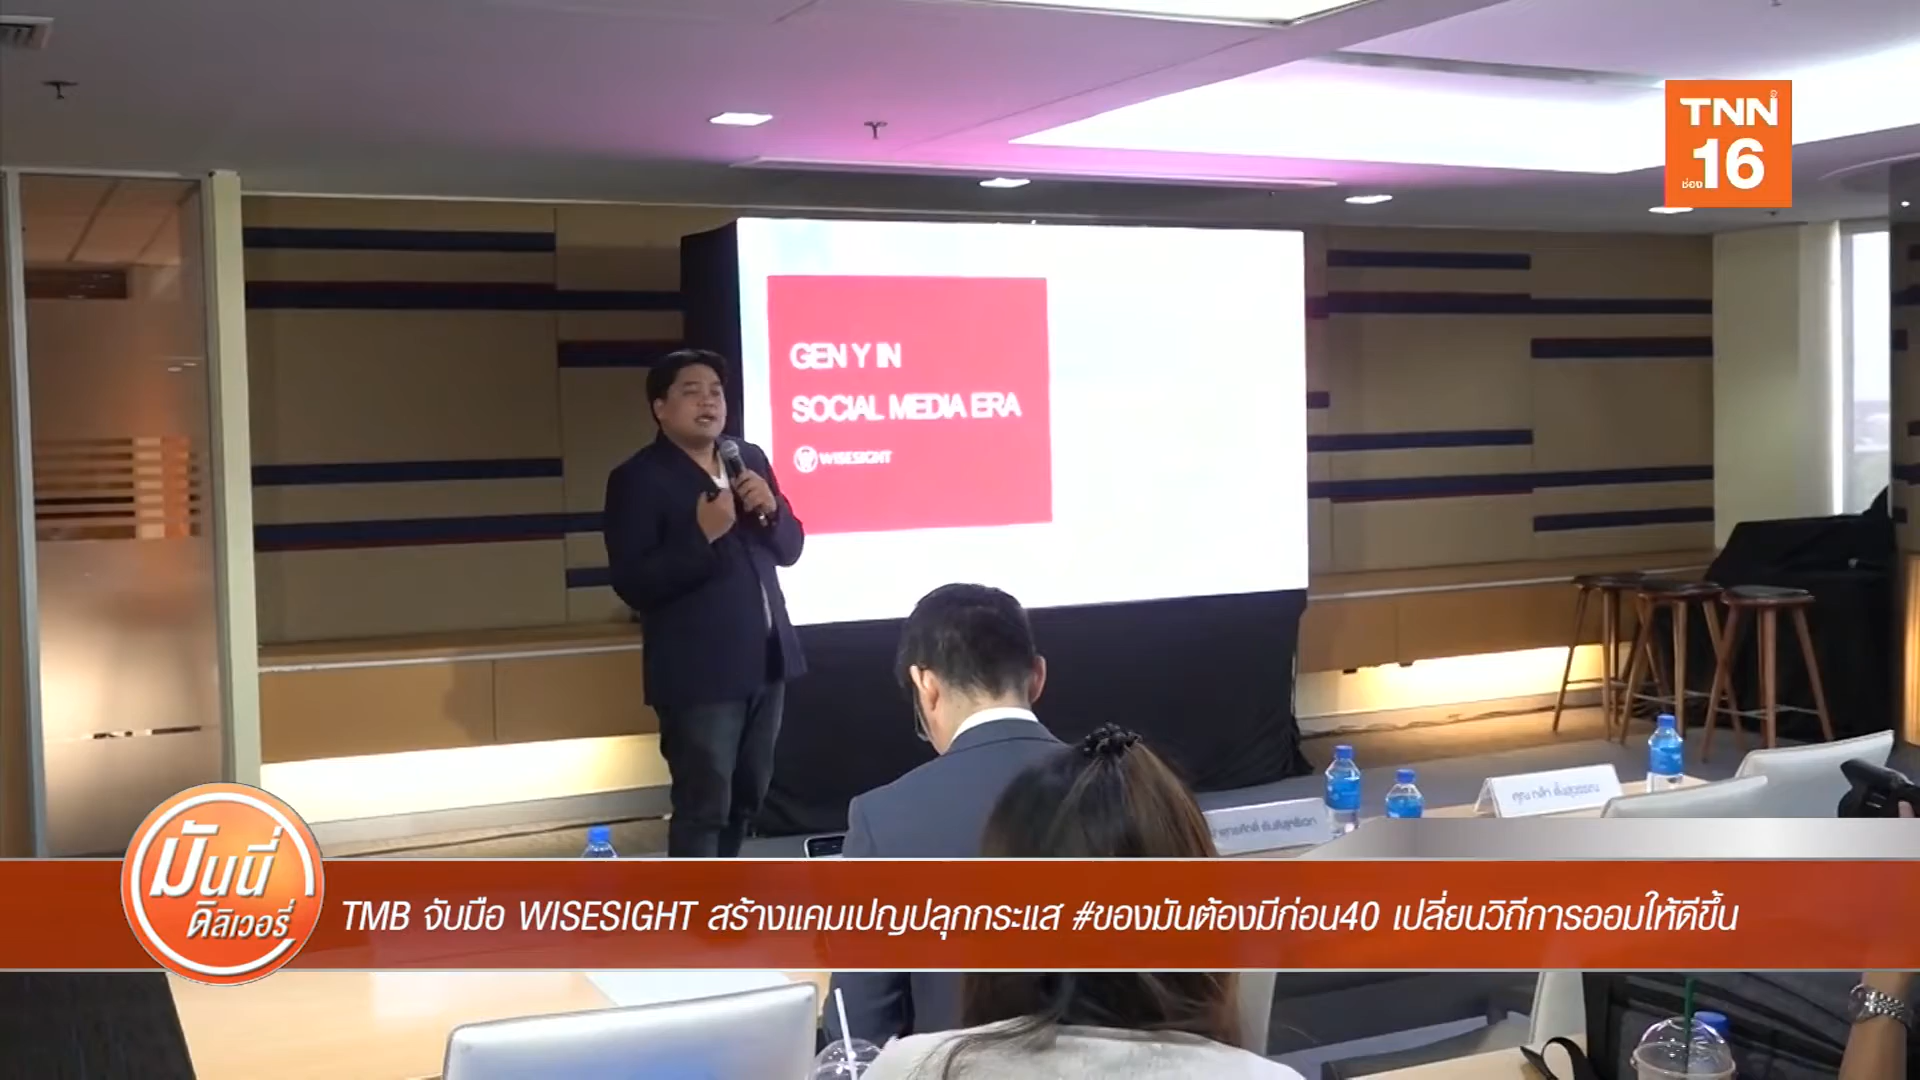 TNN
ช่อง 16
GEN Y IN
SOCIAL MEDIA ERA
WISESIGHT
มันนี่
ดิลิเวอรี่
TMB จับมือ WISESIGHT สร้างแคมเปญปลุกกระแส #ของมันต้องมีก่อน40 เปลี่ยนวิถีการออมให้ดีขึ้น